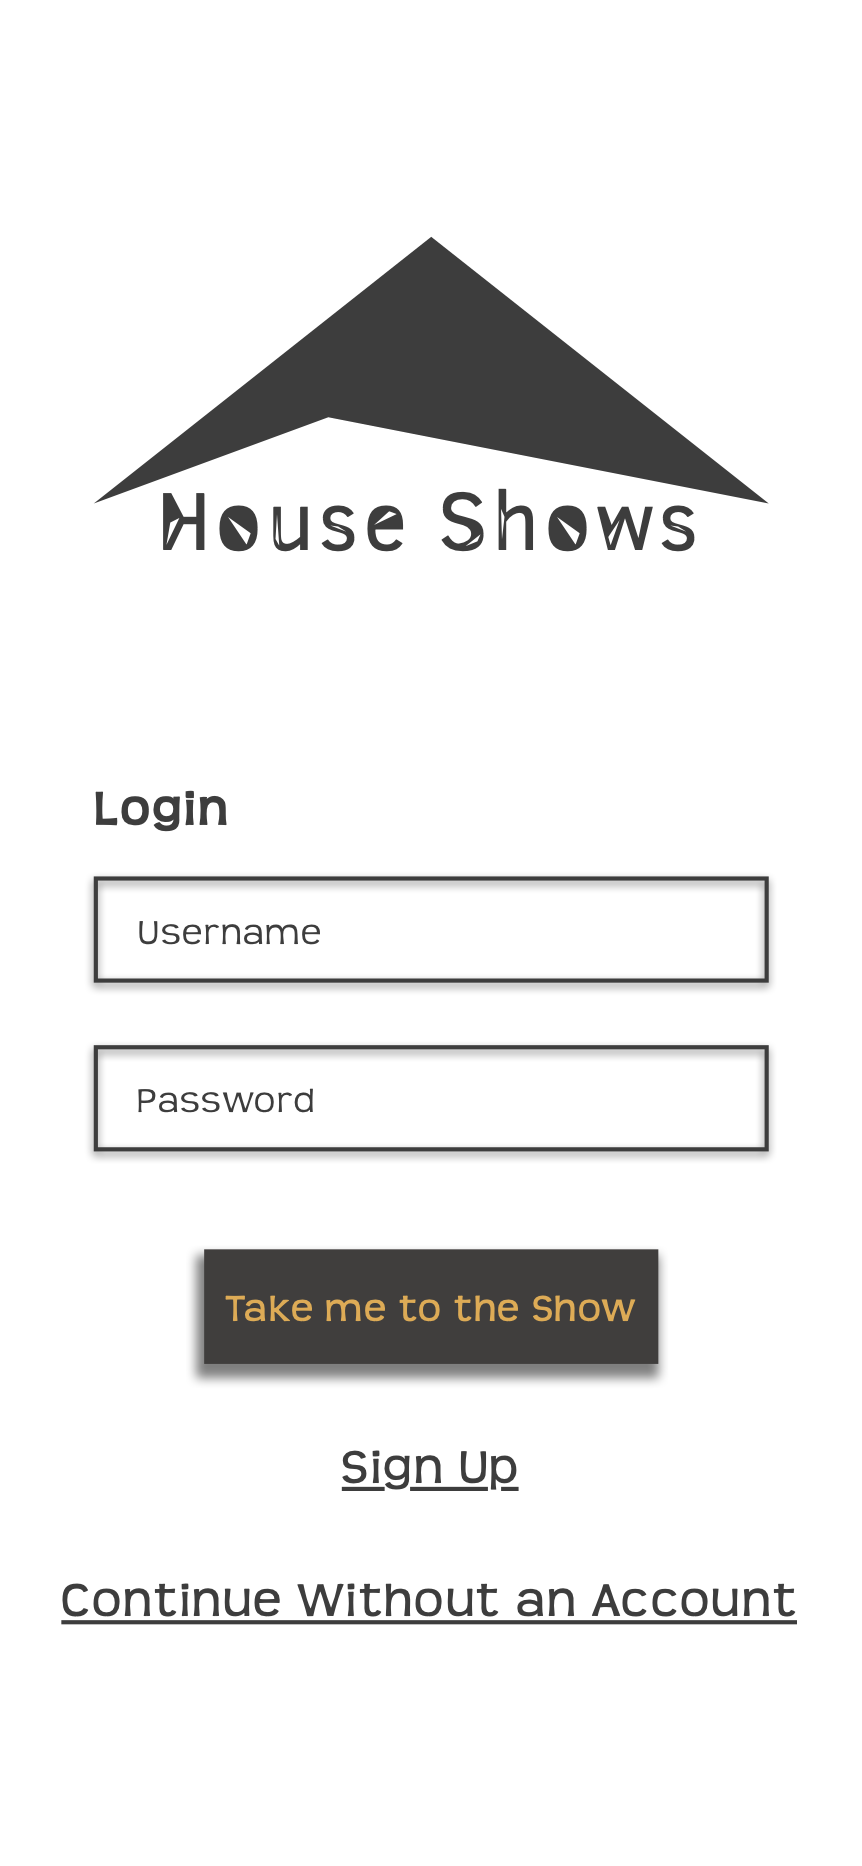 House Shows
Login
Username
Password
Take me to the Show
Sign Up
Continue Without an Account